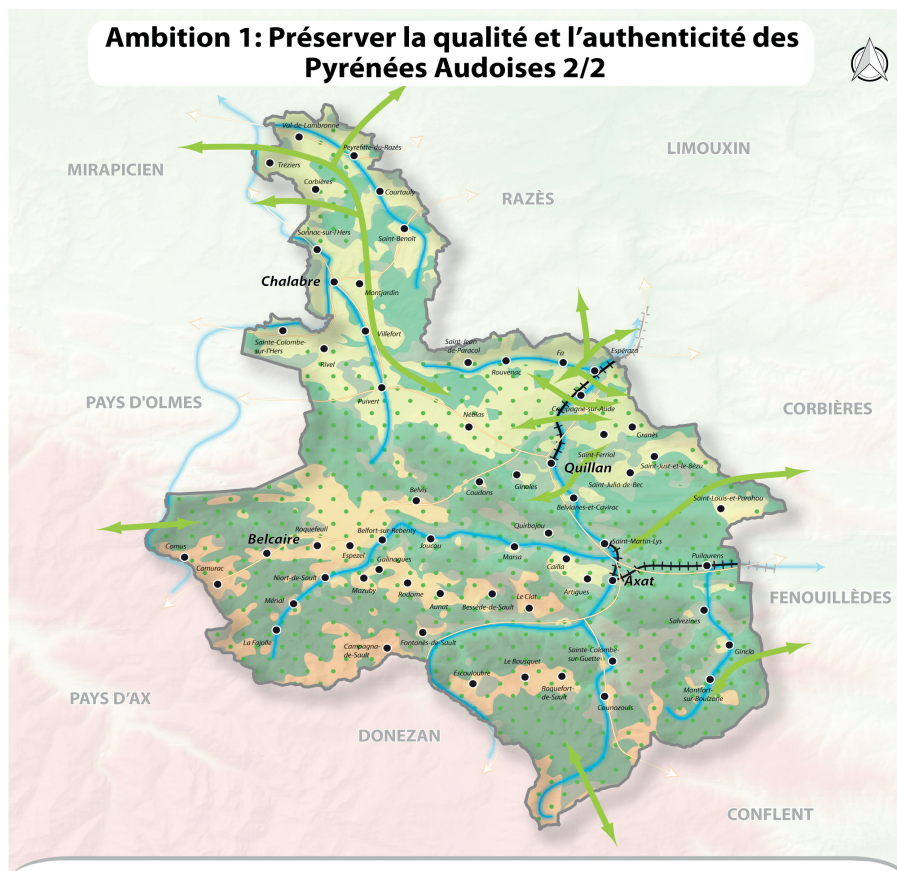 Ambition 1: Préserver la qualité et l'authenticité des
Pyrénées Audoises 2/2
LIMOUXIN
MIRAPICIEN
RAZÈS
Val-de-Lambronne
Peyrefitte-du-Razès
Tréziers
Corbières
Courtauly
Saint-Benoît
Sonnac-sur-l'Hers
Chalabre
Montjardin
Villefort
Sainte-Colombe-
sur-l'Hers
Rivel
Saint-Jean
de-Paracol
Rouvenac
Fa
Espéraza
PAYS D'OLMES
CORBIÈRES
Puivert
Nébias
Campagne-sur-Aude
Granès
Saint-Ferriol
Quillan
Saint-Just-et-le-Bézu
Saint-Julia-de-Bec
Coudons
Ginoles
Belvis
Belvianes-et-Cavirac
Saint-Louis-et-Parahou
Quirbajou
Roquefeuil
Belfort-sur-Rebenty
Belcaire
Espezel
Joucou
Marsa
Saint-Martin-Lys
Comus
Camurac
Galinagues
Cailla
Puilaurens
Niort-de-Sault
Mazuby
Rodome
Artigues
Axat
FENOUILLÈDES
Mérial
Aunat
Bessède-de-Sault
Le Clat
Salvezines
La Fajolle
Fontanès-de-Sault
Campagna-
de-Sault
Sainte-Colombe-
sur-Guette
Gincla
Le Bousquet
Escouloubre
Roquefort-
de-Sault
Montfort-
sur-Boulzane
Counozouls
PAYS D'AX
DONEZAN
CONFLENT